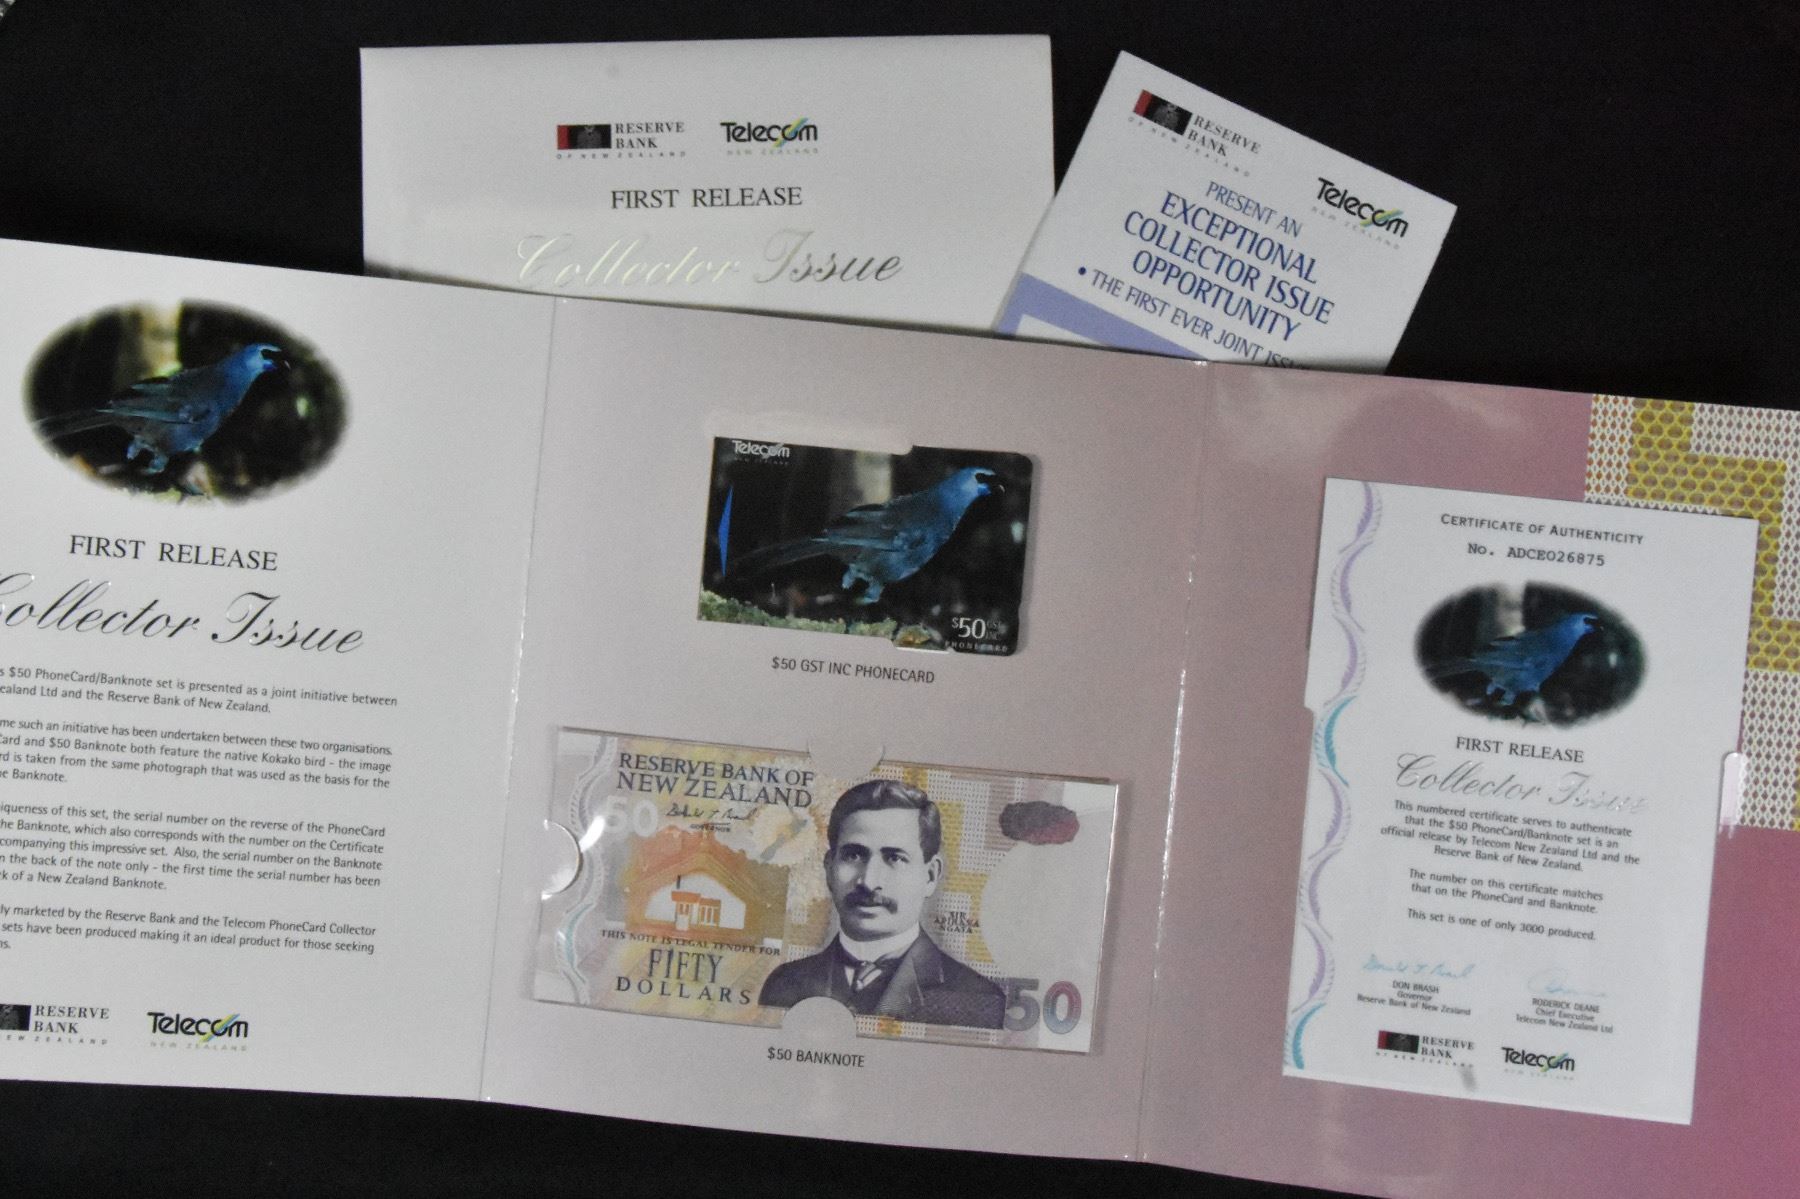 RESERVE
BANK
OF NEW ZEALAND
Telecom
NEW ZEALAND
FIRST RELEASE
Collector Issue
RESERVE
BANK
OF NEW ZEALAND
Telecom
NEW ZEALAND
PRESENT AN
EXCEPTIONAL
COLLECTOR ISSUE
OPPORTUNITY
• THE FIRST EVER JOINT
FIRST RELEASE
Collector Issue
$50 PhoneCard/Banknote set is presented as a joint initiative between
ealand Ltd and the Reserve Bank of New Zealand.
me such an initiative has been undertaken between these two organisations.
Card and $50 Banknote both feature the native Kokako bird - the image
rd is taken from the same photograph that was used as the basis for the
e Banknote.
iqueness of this set, the serial number on the reverse of the PhoneCard
he Banknote, which also corresponds with the number on the Certificate
ccompanying this impressive set. Also, the serial number on the Banknote
n the back of the note only - the first time the serial number has been
ck of a New Zealand Banknote.
ly marketed by the Reserve Bank and the Telecom PhoneCard Collector
sets have been produced making it an ideal product for those seeking
ns.
RESERVE
BANK
NEW ZEALAND
Telecom
NEW ZEALAND
Telecom
NEW ZEALAND
$50 GST INC
PHONECARD
$50 GST INC PHONECARD
RESERVE BANK OF
NEW ZEALAND
50
GOVERNOR
SIR
APIRANA
NGATA
THIS NOTE IS LEGAL TENDER FOR
FIFTY
DOLLARS
50
$50 BANKNOTE
CERTIFICATE OF AUTHENTICITY
No. ADCE026875
FIRST RELEASE
Collector Issue
This numbered certificate serves to authenticate
that the $50 PhoneCard/Banknote set is an
official release by Telecom New Zealand Ltd and the
Reserve Bank of New Zealand.
The number on this certificate matches
that on the PhoneCard and Banknote.
This set is one of only 3000 produced.
DON BRASH
Governor
Reserve Bank of New Zealand
RODERICK DEANE
Chief Executive
Telecom New Zealand Ltd
RESERVE
BANK
OF NEW ZEALAND
Telecom
NEW ZEALAND